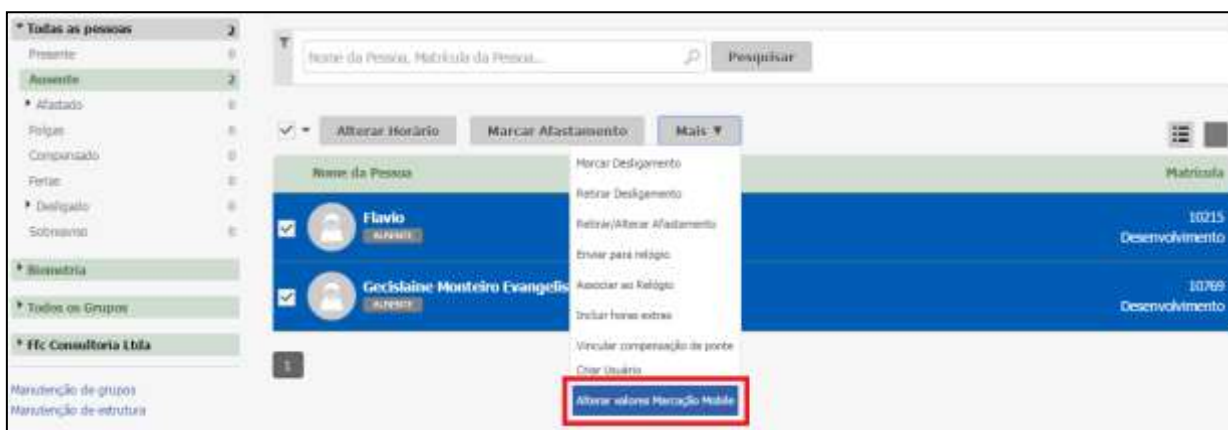 Todas as pessoas 2
Presente 0
Ausente 2
Afastado 0
Folgas 0
Compensado 0
Ferias 0
Desligado 0
Sobreaviso 0
Biometria
Todos os Grupos
Ffc Consultoria Ltda
Manutenção de grupos
Manutenção de estrutura
Nome da Pessoa, Matrícula da Pessoa...
Pesquisar
Alterar Horário
Marcar Afastamento
Mais ▼
Nome da Pessoa
Matrícula
Flavio
AUSENTE
10215
Desenvolvimento
Gecislaine Monteiro Evangelis
AUSENTE
10769
Desenvolvimento
1
Marcar Desligamento
Retirar Desligamento
Retirar/Alterar Afastamento
Enviar para relógio
Associar ao Relógio
Incluir horas extras
Vincular compensação de ponte
Criar Usuário
Alterar valores Marcação Mobile